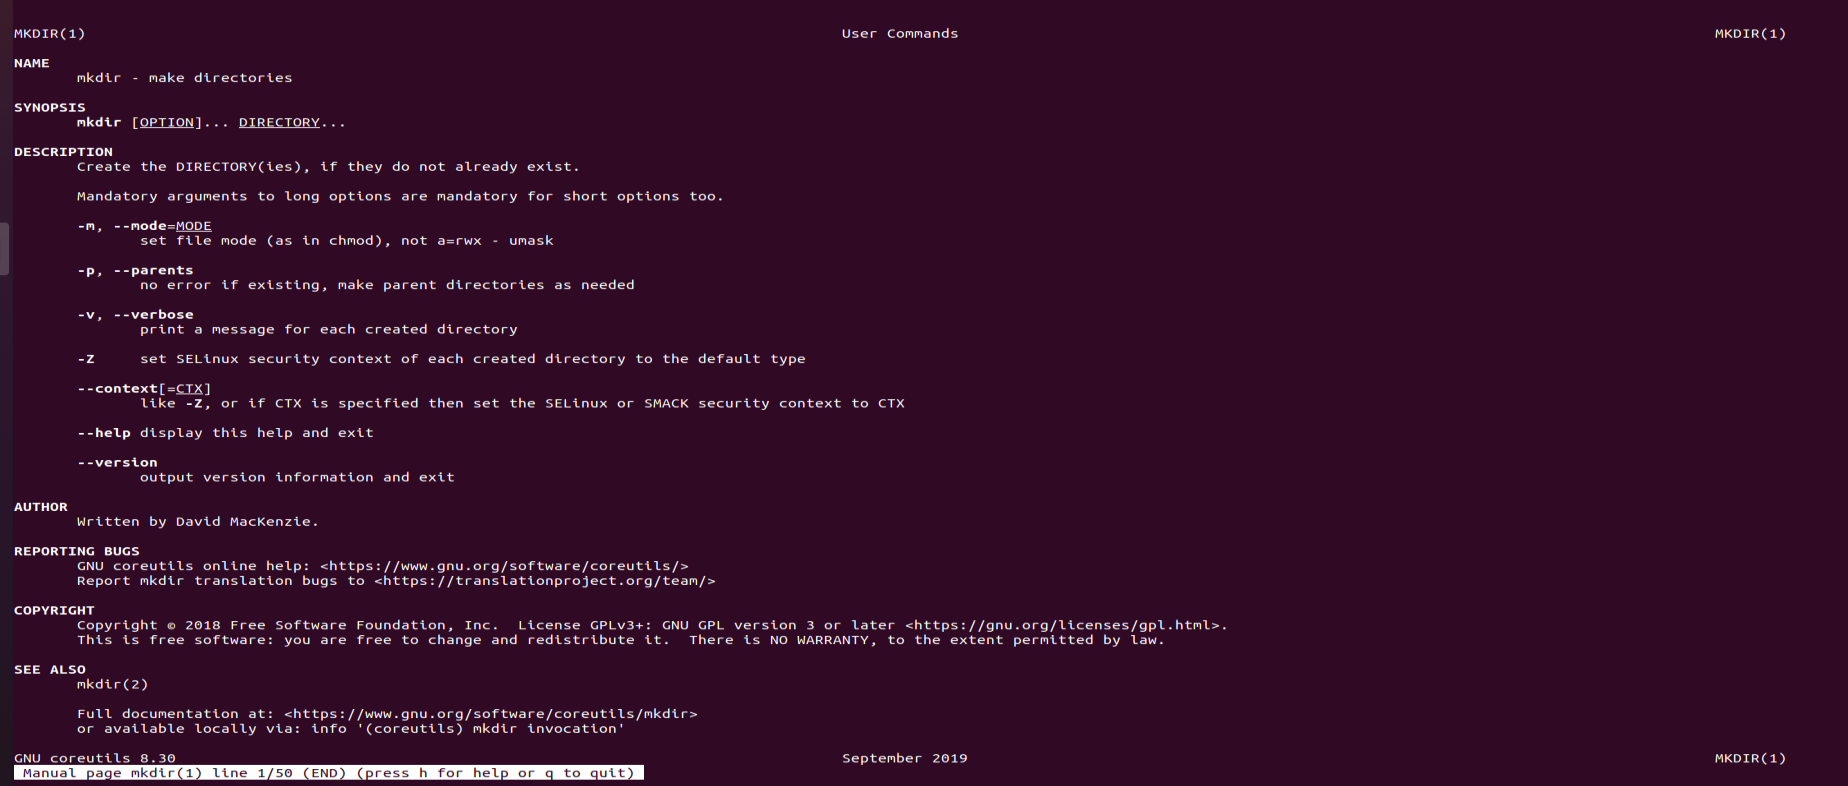 MKDIR(1) User Commands MKDIR(1)
NAME
mkdir - make directories
SYNOPSIS
mkdir [OPTION]... DIRECTORY...
DESCRIPTION
Create the DIRECTORY(ies), if they do not already exist.
Mandatory arguments to long options are mandatory for short options too.
-m, --mode=MODE
set file mode (as in chmod), not a=rwx - umask
-p, --parents
no error if existing, make parent directories as needed
-v, --verbose
print a message for each created directory
-Z set SELinux security context of each created directory to the default type
--context[=CTX]
like -Z, or if CTX is specified then set the SELinux or SMACK security context to CTX
--help display this help and exit
--version
output version information and exit
AUTHOR
Written by David MacKenzie.
REPORTING BUGS
GNU coreutils online help: <https://www.gnu.org/software/coreutils/>
Report mkdir translation bugs to <https://translationproject.org/team/>
COPYRIGHT
Copyright © 2018 Free Software Foundation, Inc. License GPLv3+: GNU GPL version 3 or later <https://gnu.org/licenses/gpl.html>.
This is free software: you are free to change and redistribute it. There is NO WARRANTY, to the extent permitted by law.
SEE ALSO
mkdir(2)
Full documentation at: <https://www.gnu.org/software/coreutils/mkdir>
or available locally via: info '(coreutils) mkdir invocation'
GNU coreutils 8.30 September 2019 MKDIR(1)
Manual page mkdir(1) line 1/50 (END) (press h for help or q to quit)